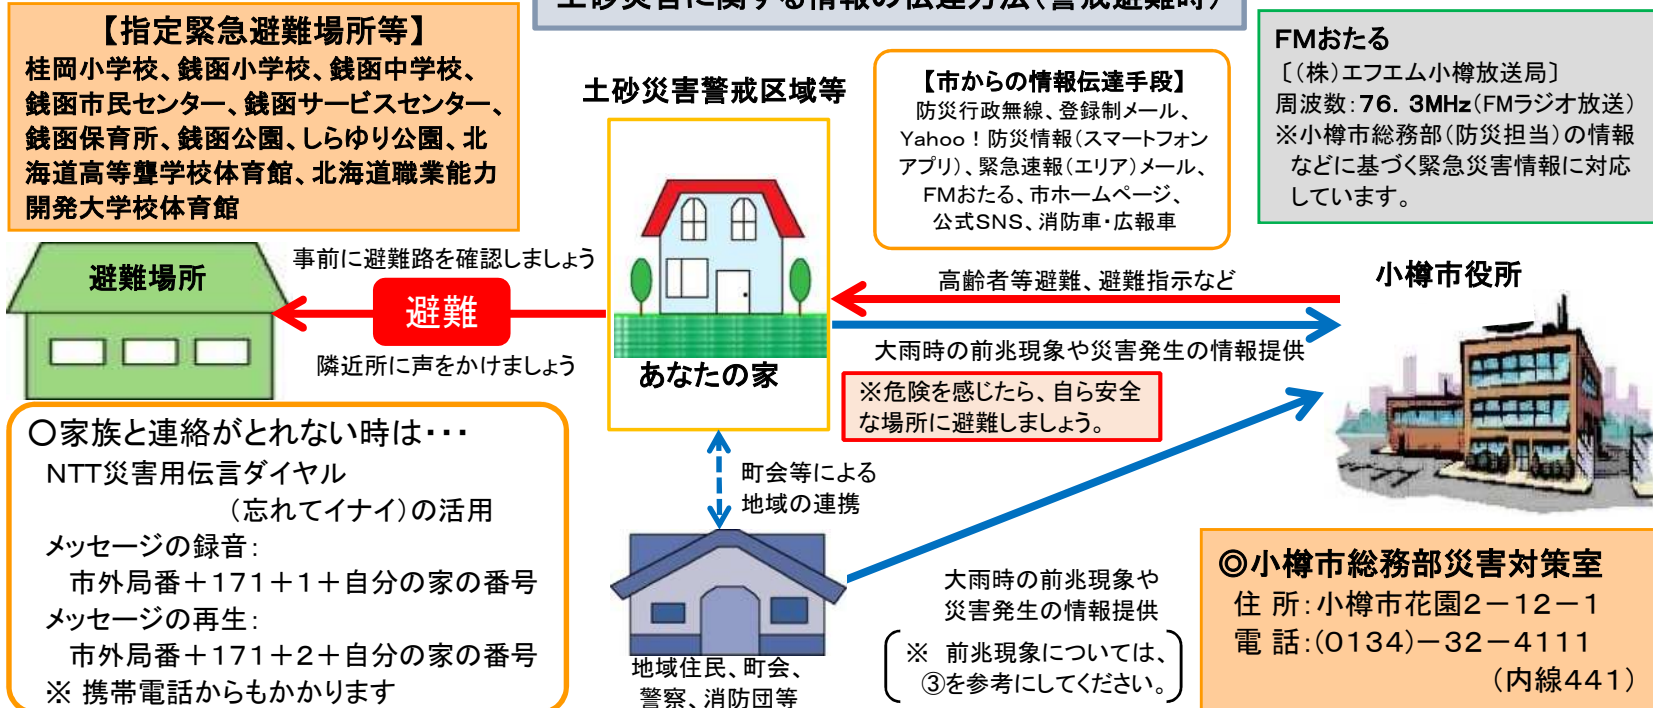 土砂災害に関する情報の伝達方法（警戒避難時）
【指定緊急避難場所等】
桂岡小学校、銭函小学校、銭函中学校、
銭函市民センター、銭函サービスセンター、
銭函保育所、銭函公園、しらゆり公園、北
海道高等聾学校体育館、北海道職業能力
開発大学校体育館
土砂災害警戒区域等
【市からの情報伝達手段】
防災行政無線、登録制メール、
Yahoo！防災情報（スマートフォン
アプリ）、緊急速報（エリア）メール、
FMおたる、市ホームページ、
公式SNS、消防車・広報車
FMおたる
〔（株）エフエム小樽放送局〕
周波数：７６．３MHz（FMラジオ放送）
※小樽市総務部（防災担当）の情報
などに基づく緊急災害情報に対応
しています。
避難場所
事前に避難路を確認しましょう
避難
隣近所に声をかけましょう
あなたの家
高齢者等避難、避難指示など
小樽市役所
大雨時の前兆現象や災害発生の情報提供
※危険を感じたら、自ら安全
な場所に避難しましょう。
〇家族と連絡がとれない時は・・・
NTT災害用伝言ダイヤル
（忘れてイナイ）の活用
メッセージの録音：
市外局番＋１７１＋１＋自分の家の番号
メッセージの再生：
市外局番＋１７１＋２＋自分の家の番号
※ 携帯電話からもかかります
町会等による
地域の連携
地域住民、町会、
警察、消防団等
大雨時の前兆現象や
災害発生の情報提供
※ 前兆現象については、
③を参考にしてください。
◎小樽市総務部災害対策室
住 所：小樽市花園２－１２－１
電 話：（０１３４）－３２－４１１１
（内線４４１）